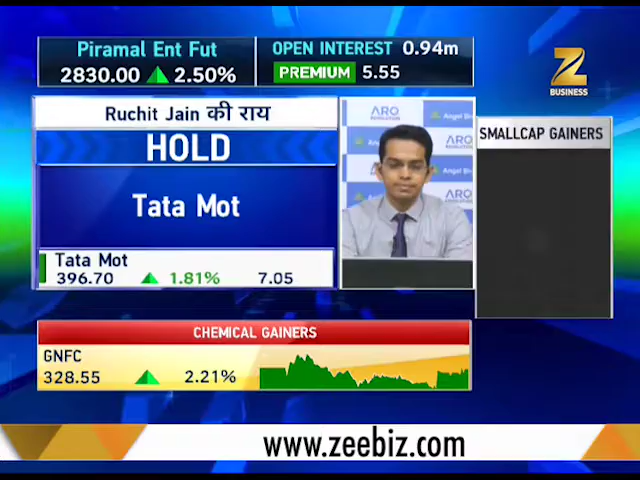 Piramal Ent Fut
2830.00 2.50%
OPEN INTEREST 0.94m
PREMIUM 5.55
Z
BUSINESS
Ruchit Jain की राय
HOLD
Tata Mot
Tata Mot
396.70 1.81% 7.05
ARQ
Angel
ARQ
SMALLCAP GAINERS
CHEMICAL GAINERS
GNFC
328.55 2.21%
www.zeebiz.com